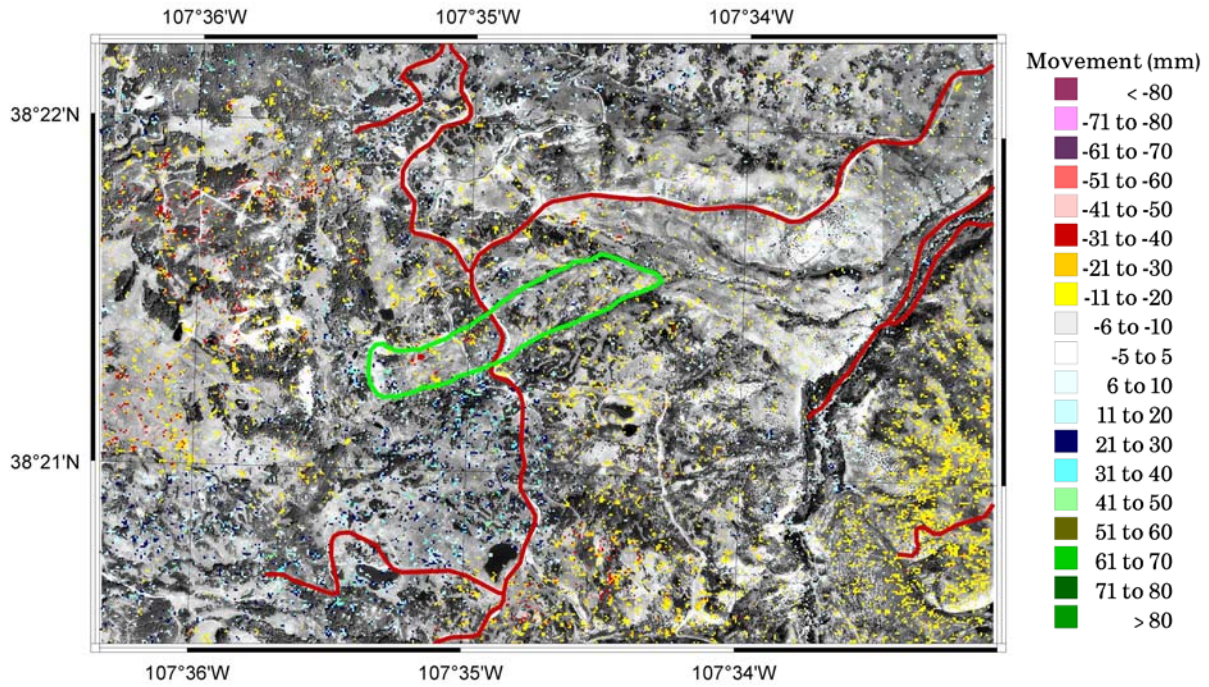 107°36'W 107°35'W 107°34'W
38°22'N
38°21'N
107°36'W 107°35'W 107°34'W
Movement (mm)
< -80
-71 to -80
-61 to -70
-51 to -60
-41 to -50
-31 to -40
-21 to -30
-11 to -20
-6 to -10
-5 to 5
6 to 10
11 to 20
21 to 30
31 to 40
41 to 50
51 to 60
61 to 70
71 to 80
> 80